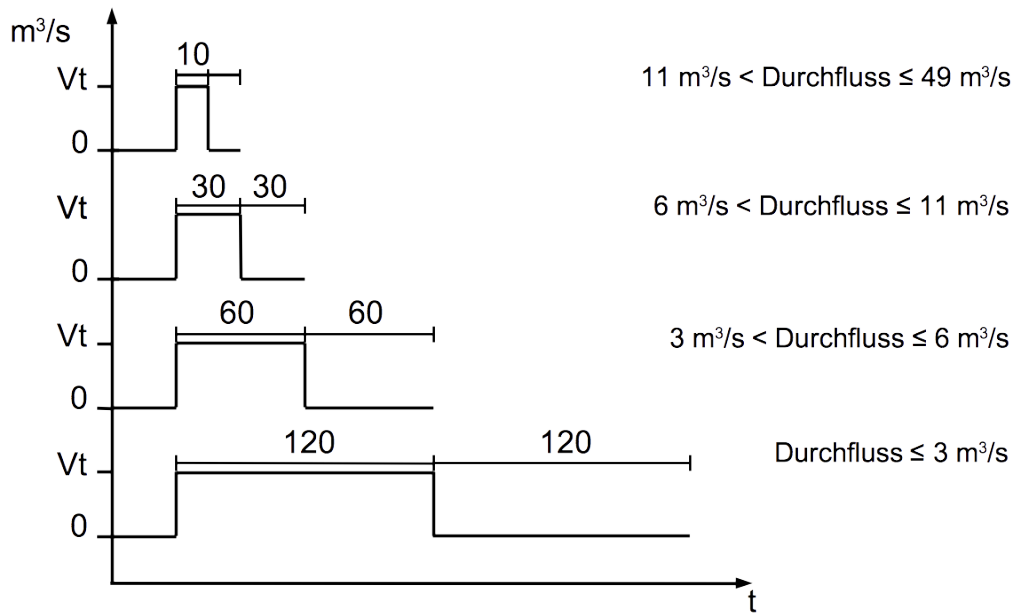 m³/s
10
Vt
11 m³/s < Durchfluss ≤ 49 m³/s
0
30 30
Vt
6 m³/s < Durchfluss ≤ 11 m³/s
0
60 60
Vt
3 m³/s < Durchfluss ≤ 6 m³/s
0
120 120
Vt
Durchfluss ≤ 3 m³/s
0
t